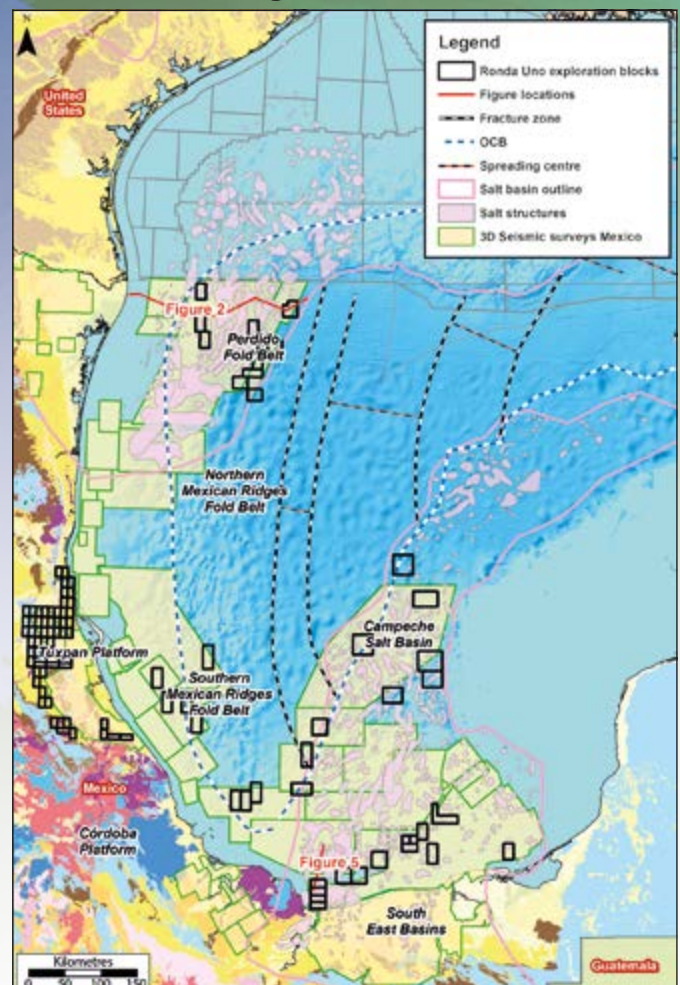 N
Legend
Ronda Uno exploration blocks
Figure locations
Fracture zone
OCB
Spreading centre
Salt basin outline
Salt structures
3D Seismic surveys Mexico
United
States
Figure 2
Perdido
Fold Belt
Northern
Mexican Ridges
Fold Belt
Campeche
Salt Basin
Tuxpan Platform
Southern
Mexican Ridges
Fold Belt
Mexico
Córdoba
Platform
Figure 5
South
East Basins
Guatemala
Kilometres
0 50 100 150